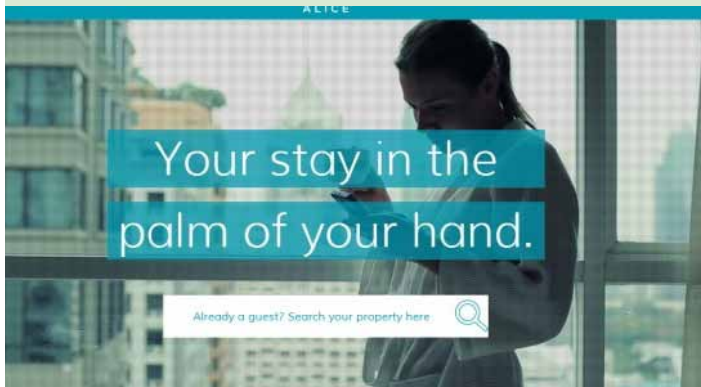 ALICE
Your stay in the
palm of your hand.
Already a guest? Search your property here